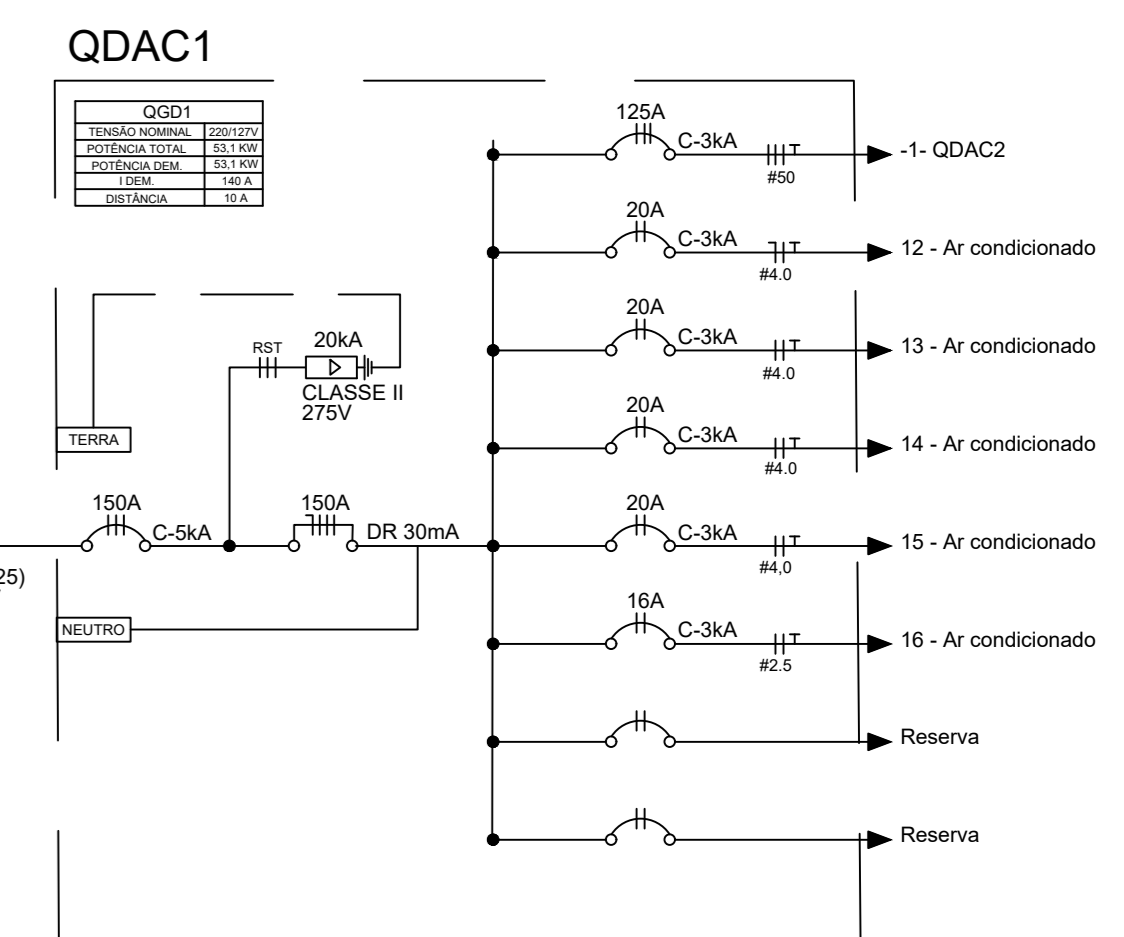 QDAC1
QGD1
TENSÃO NOMINAL 220/127V
POTÊNCIA TOTAL 53,1 KW
POTÊNCIA DEM. 53,1 KW
I DEM. 140 A
DISTÂNCIA 10 A
125A
C-3kA
#50
-1- QDAC2
20A
C-3kA
#4.0
12 - Ar condicionado
20A
C-3kA
#4.0
13 - Ar condicionado
RST
20kA
CLASSE II
275V
TERRA
20A
C-3kA
#4.0
14 - Ar condicionado
150A
C-5kA
150A
DR 30mA
25)
20A
C-3kA
#4,0
15 - Ar condicionado
NEUTRO
16A
C-3kA
#2.5
16 - Ar condicionado
Reserva
Reserva